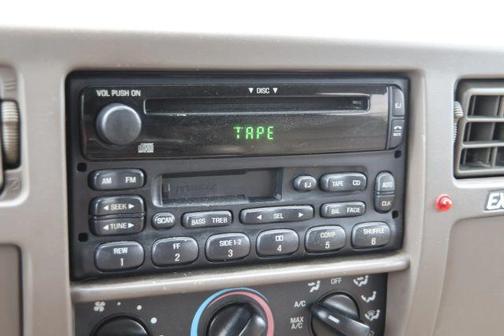 VOL PUSH ON
▼ DISC ▼
TAPE
AM FM
TAPE CD
AUTO
CLK
◀ SEEK ▶
◀ TUNE ▶
SCAN
BASS TREB
◀ SEL ▶
BAL FADE
REW
1
FF
2
SIDE 1-2
3
4
COMP
5
SHUFFLE
6
OFF
A/C
MAX
A/C